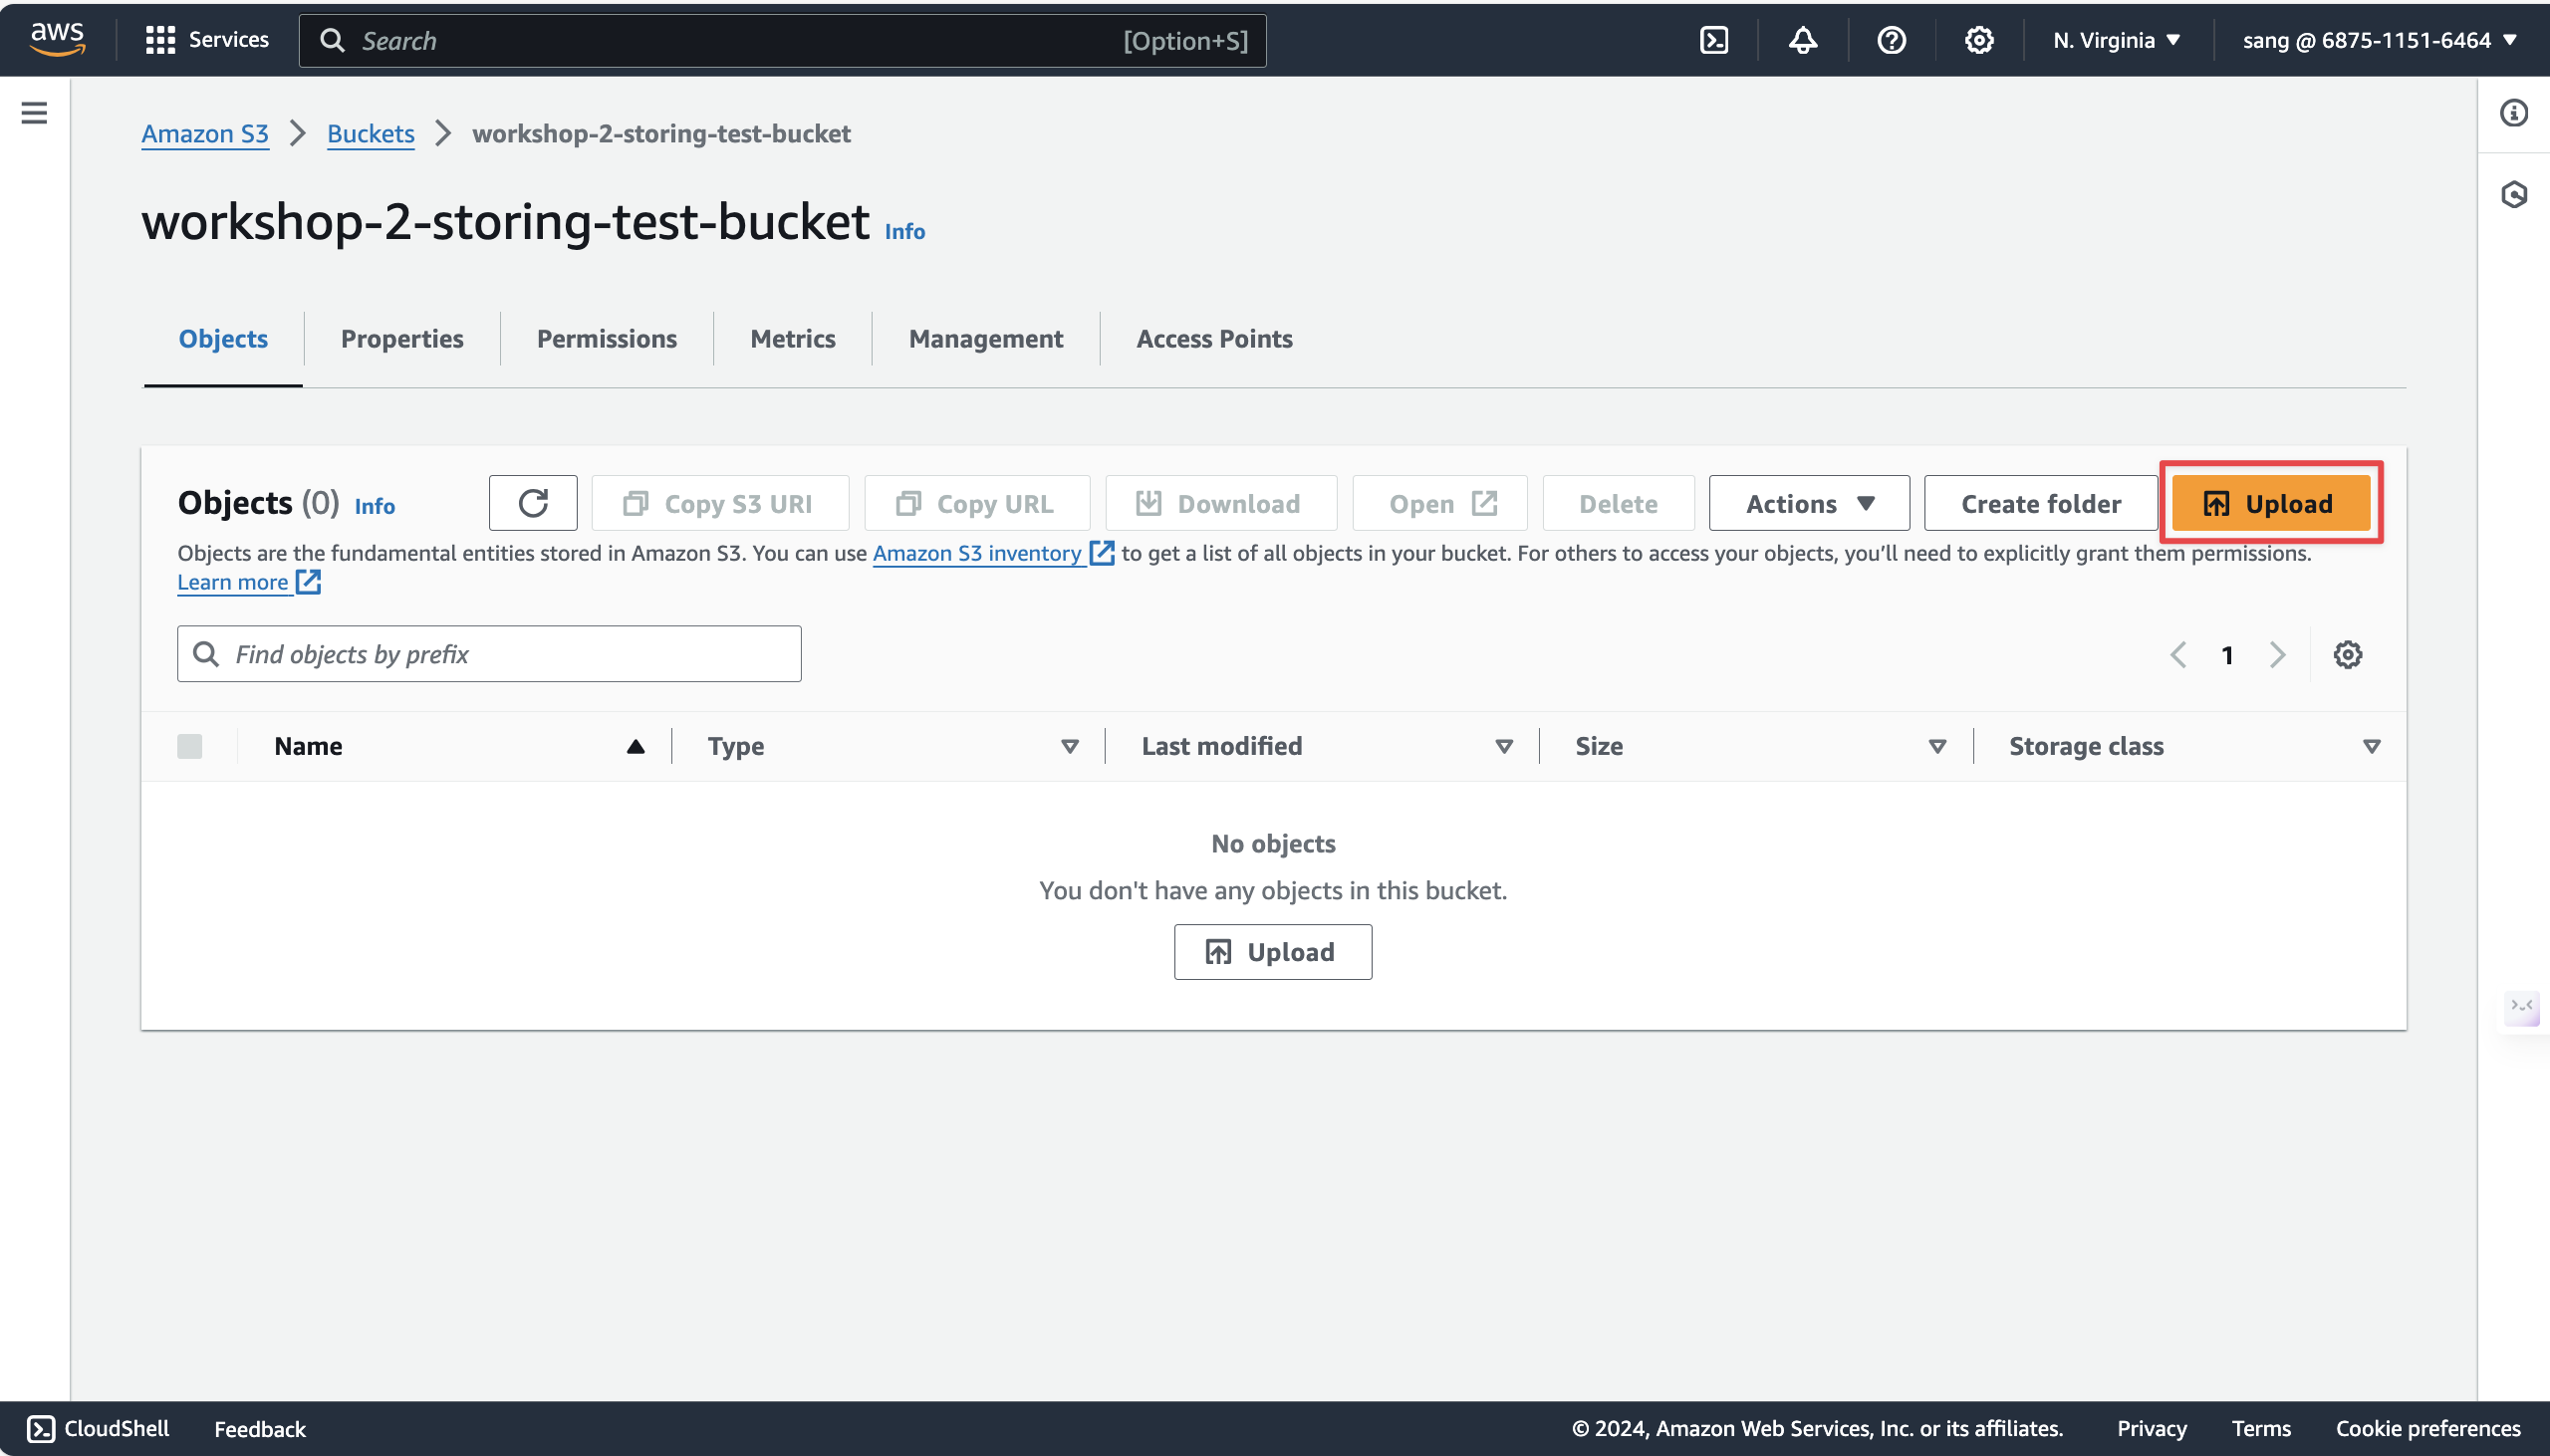 aws
Services
Search [Option+S]
N. Virginia
sang @ 6875-1151-6464
Amazon S3 > Buckets > workshop-2-storing-test-bucket
workshop-2-storing-test-bucket Info
Objects Properties Permissions Metrics Management Access Points
Objects (0) Info
Copy S3 URI Copy URL Download Open Delete Actions Create folder Upload
Objects are the fundamental entities stored in Amazon S3. You can use Amazon S3 inventory to get a list of all objects in your bucket. For others to access your objects, you’ll need to explicitly grant them permissions.
Learn more
Find objects by prefix
1
Name Type Last modified Size Storage class
No objects
You don't have any objects in this bucket.
Upload
CloudShell Feedback © 2024, Amazon Web Services, Inc. or its affiliates. Privacy Terms Cookie preferences